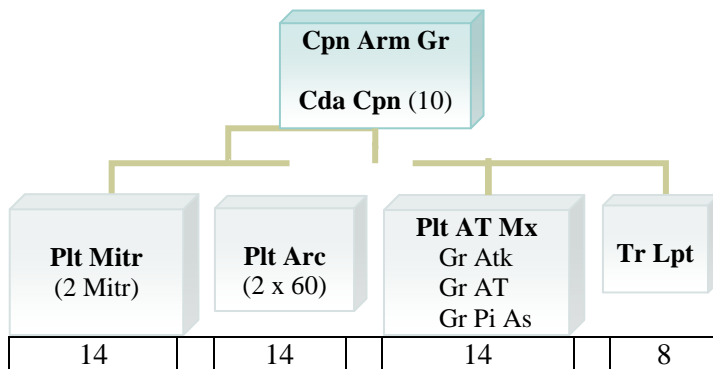 Cpn Arm Gr
Cda Cpn (10)
Plt Mitr
(2 Mitr)
Plt Arc
(2 x 60)
Plt AT Mx
Gr Atk
Gr AT
Gr Pi As
Tr Lpt
14 14 14 8